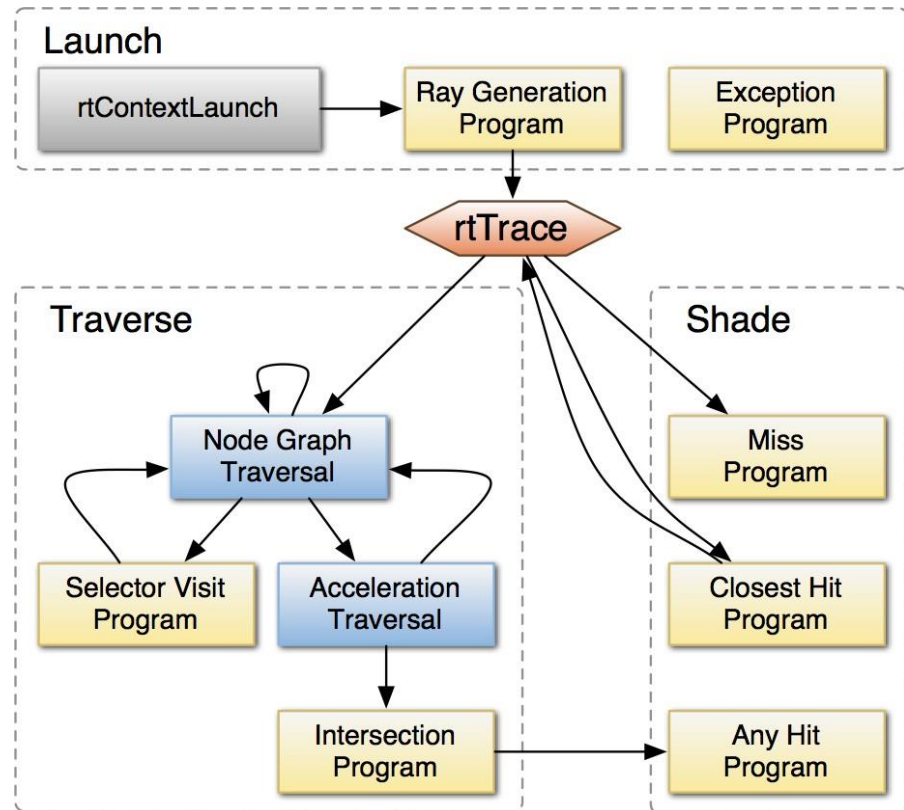 Launch
rtContextLaunch
Ray Generation
Program
Exception
Program
rtTrace
Traverse
Shade
Node Graph
Traversal
Miss
Program
Selector Visit
Program
Acceleration
Traversal
Closest Hit
Program
Intersection
Program
Any Hit
Program